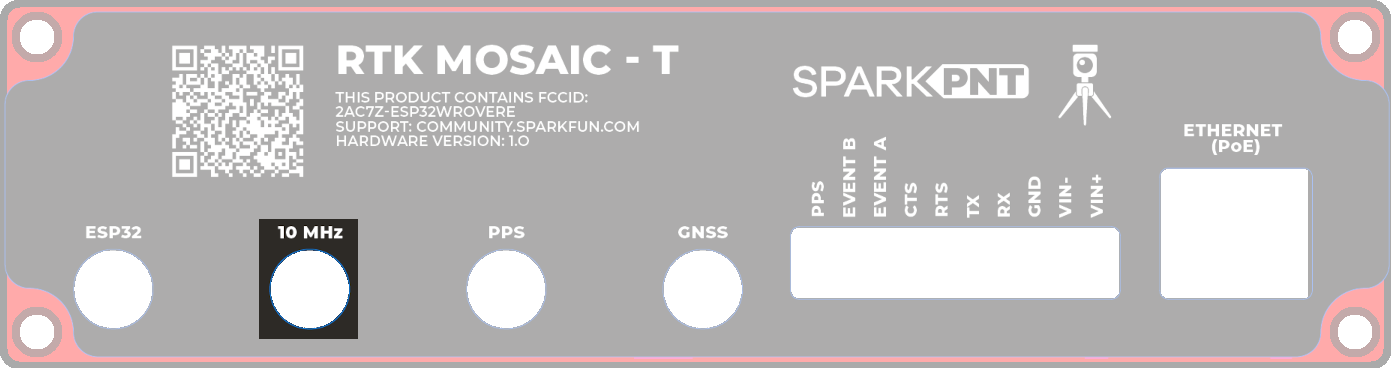 RTK MOSAIC - T
THIS PRODUCT CONTAINS FCCID:
2AC7Z-ESP32WROVERE
SUPPORT: COMMUNITY.SPARKFUN.COM
HARDWARE VERSION: 1.0
SPARKPNT
ETHERNET
(PoE)
PPS
EVENT B
EVENT A
CTS
RTS
TX
RX
GND
VIN-
VIN+
ESP32
10 MHz
PPS
GNSS